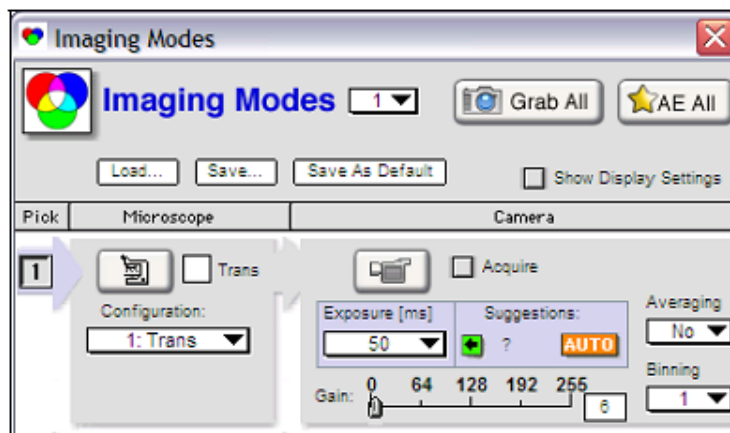 Imaging Modes
Imaging Modes 1 Grab All AE All
Load... Save... Save As Default Show Display Settings
Pick Microscope Camera
1 Trans Acquire
Configuration: Exposure [ms] Suggestions: Averaging
1: Trans 50 ? AUTO No
Binning
Gain: 0 64 128 192 255 6 1